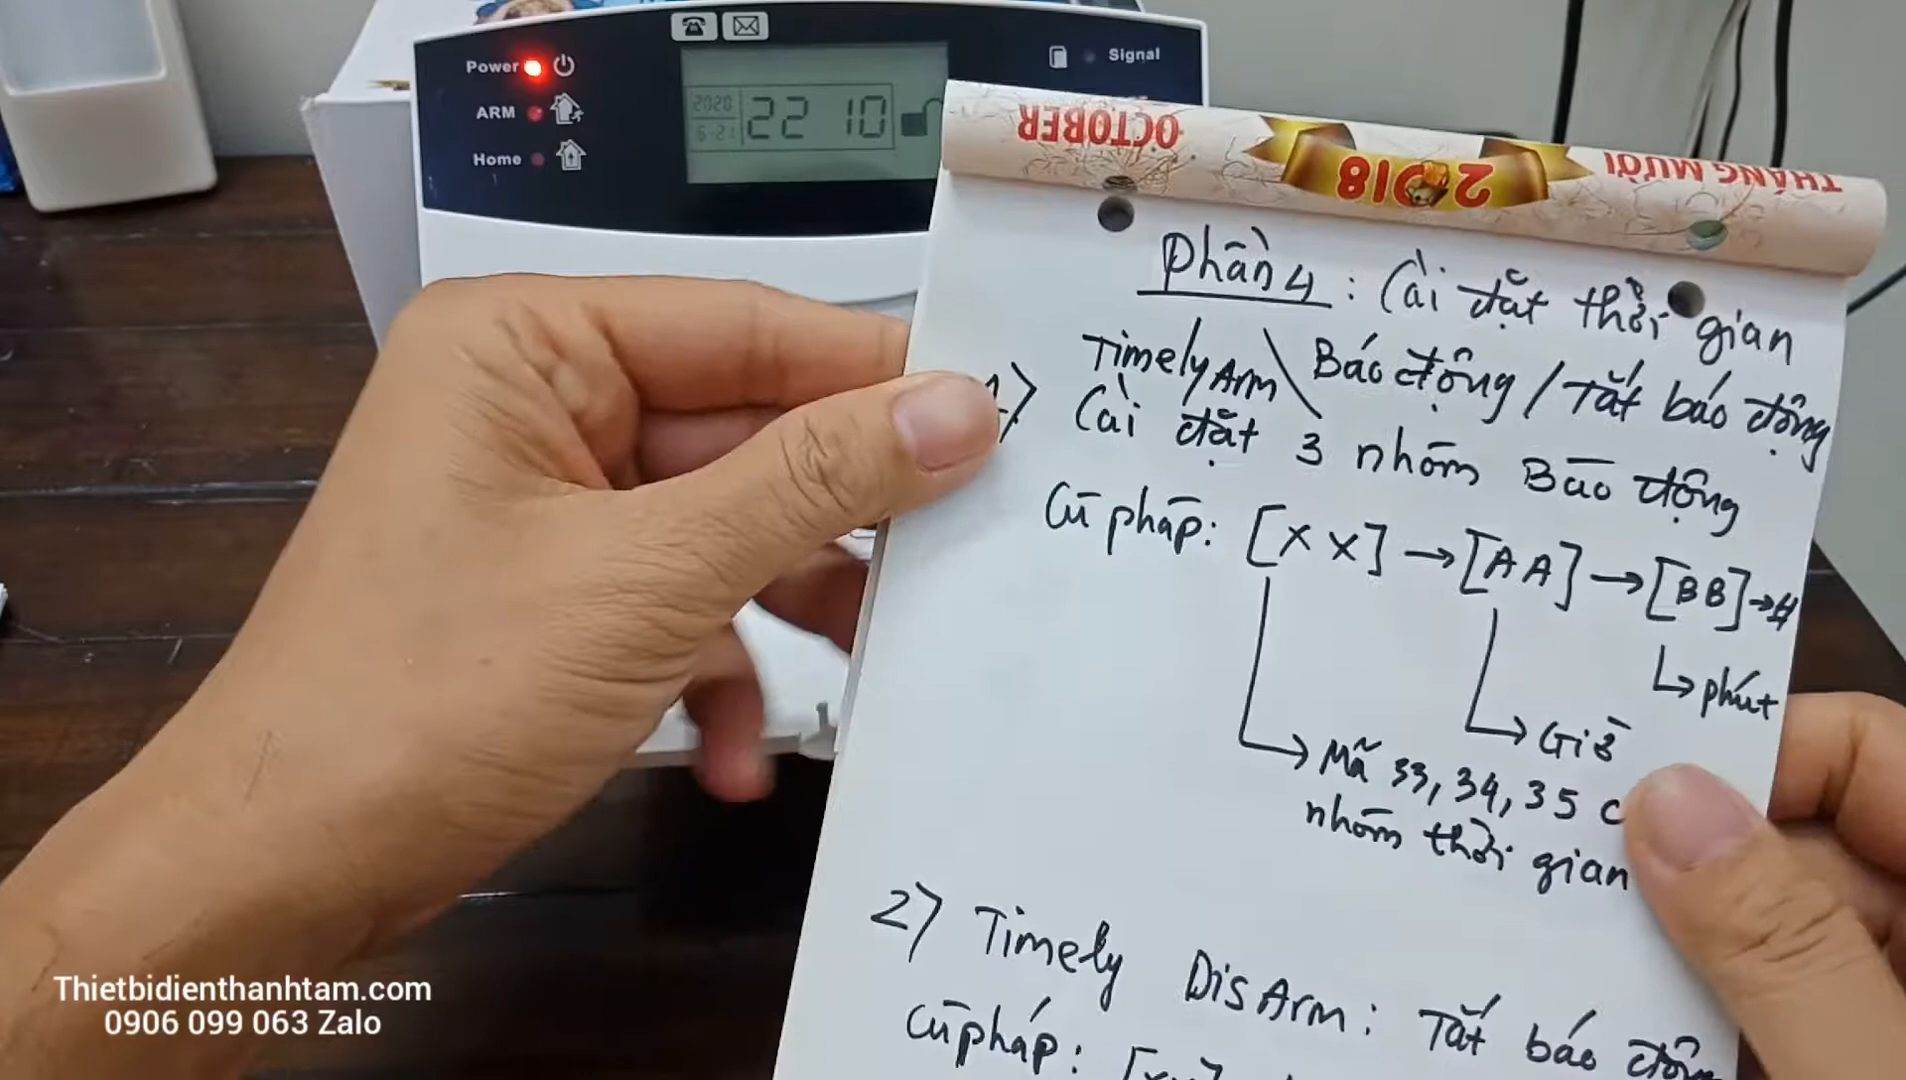 Power
ARM
Home
2020
6-21
22 10
Signal
OCTOBER
2018
THÁNG MƯỜI
Phần 4 : Cài đặt thời gian
Timely Arm \ Báo động / Tắt báo động
1> Cài đặt 3 nhóm Báo động
Cú pháp: [XX] → [AA] → [BB] → #
phút
Giờ
Mã 33, 34, 35
nhóm thời gian
2> Timely DisArm : Tắt báo động
Cú pháp :
Thietbidienthanhtam.com
0906 099 063 Zalo